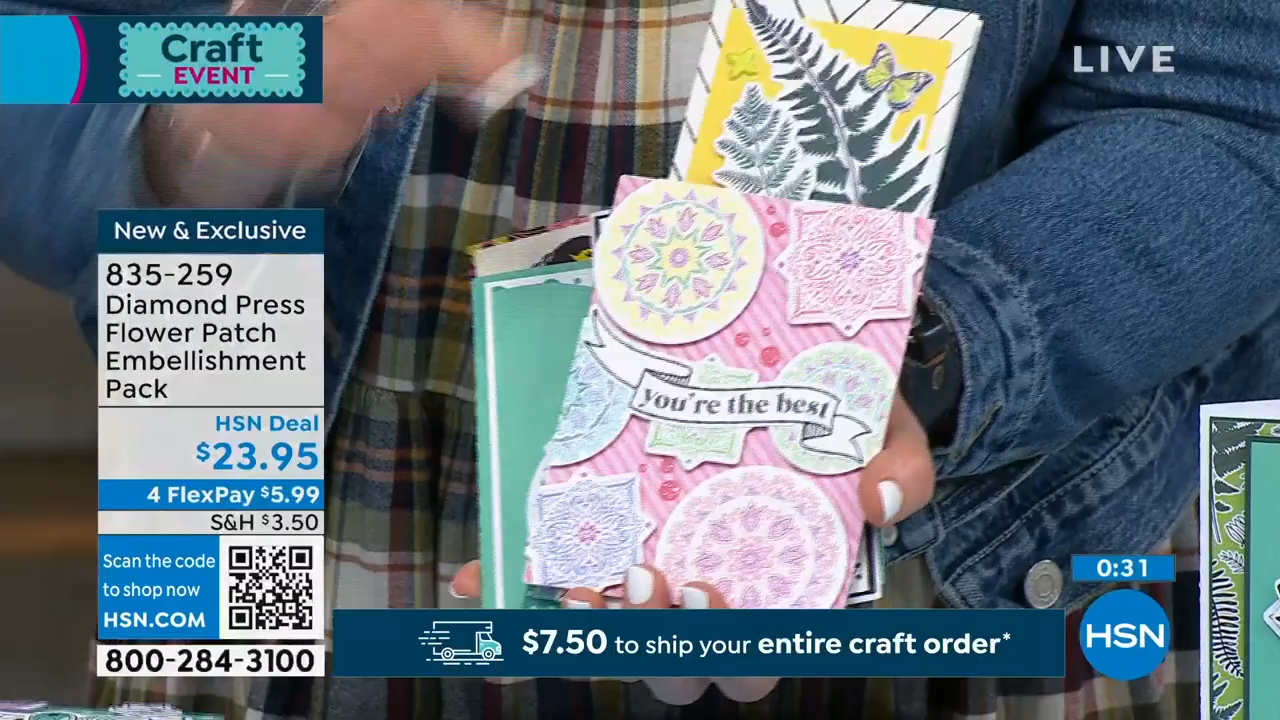 Craft
EVENT
LIVE
New & Exclusive
835-259
Diamond Press
Flower Patch
Embellishment
Pack
HSN Deal
$23.95
4 FlexPay $5.99
S&H $3.50
Scan the code
to shop now
HSN.COM
800-284-3100
you're the best
$7.50 to ship your entire craft order*
0:31
HSN